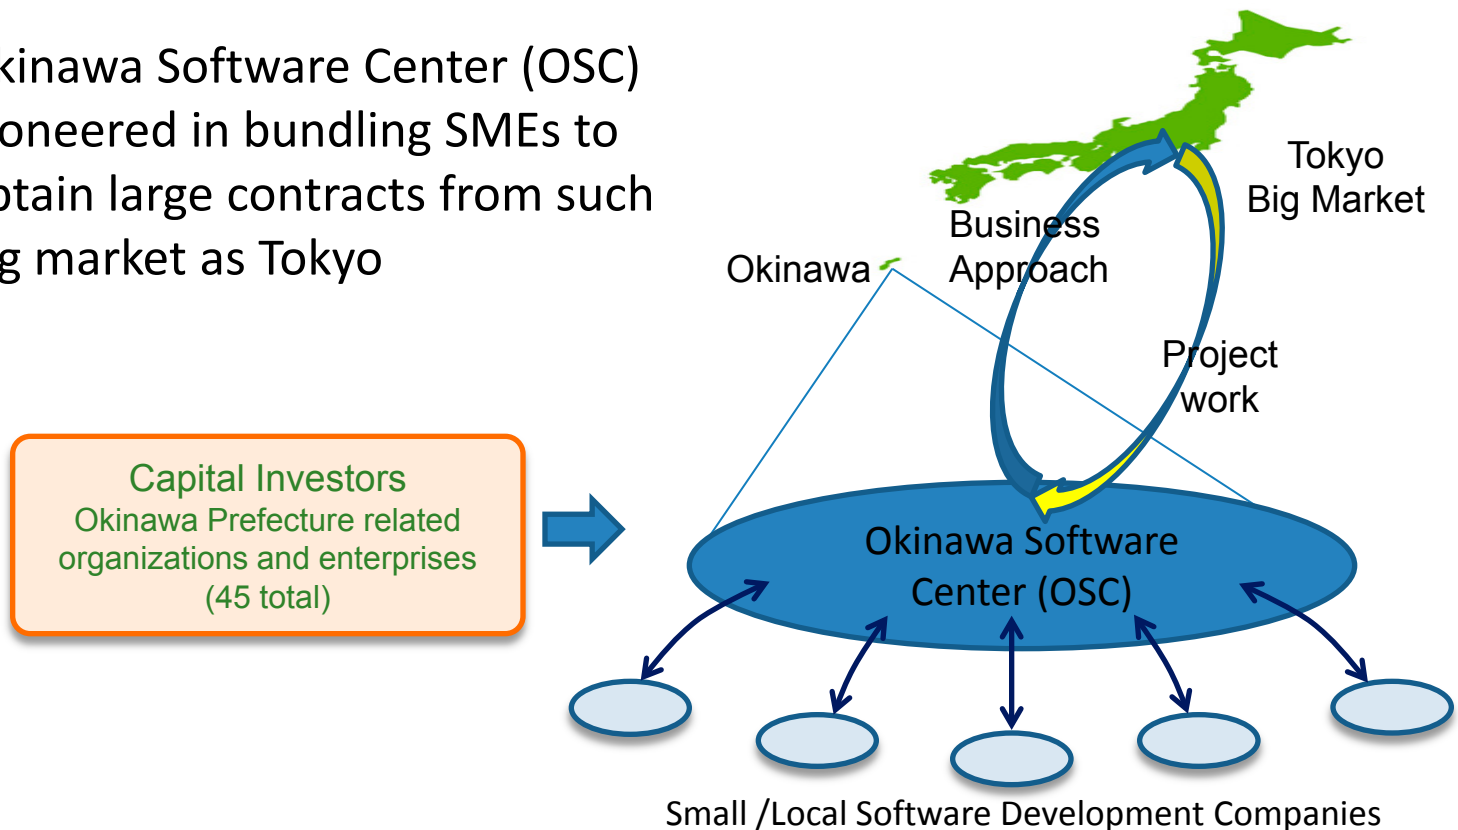 kinawa Software Center (OSC)
oneered in bundling SMEs to
tain large contracts from such
g market as Tokyo
Tokyo
Big Market
Business
Approach
Okinawa
Project
work
Capital Investors
Okinawa Prefecture related
organizations and enterprises
(45 total)
Okinawa Software
Center (OSC)
Small /Local Software Development Companies